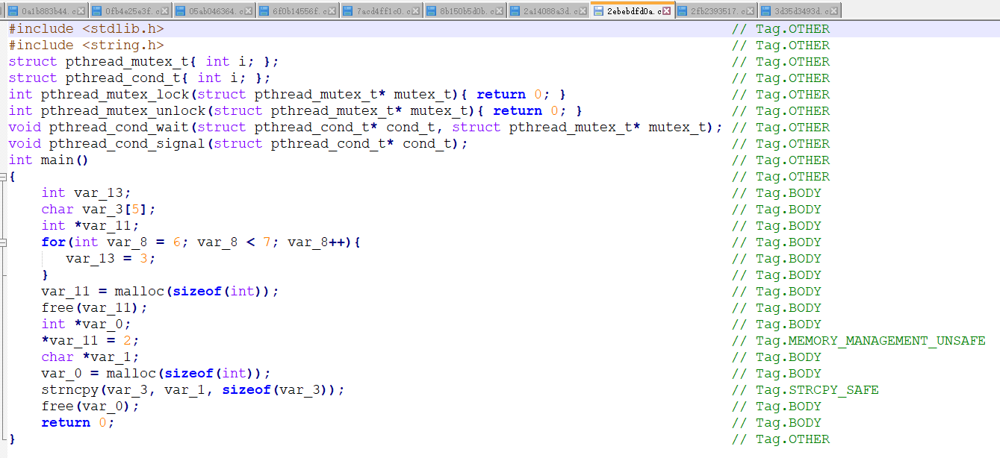 0a1b883b44.c 0fb4e25e3f.c 05ab046364.c 6f0b14556f.c 7acd4ff1c0.c 8b150b5d0b.c 2a14088a3d.c 2ebebdfd0a.c 2fb2393517.c 3d35d3493d.c
#include <stdlib.h> // Tag.OTHER
#include <string.h> // Tag.OTHER
struct pthread_mutex_t{ int i; }; // Tag.OTHER
struct pthread_cond_t{ int i; }; // Tag.OTHER
int pthread_mutex_lock(struct pthread_mutex_t* mutex_t){ return 0; } // Tag.OTHER
int pthread_mutex_unlock(struct pthread_mutex_t* mutex_t){ return 0; } // Tag.OTHER
void pthread_cond_wait(struct pthread_cond_t* cond_t, struct pthread_mutex_t* mutex_t); // Tag.OTHER
void pthread_cond_signal(struct pthread_cond_t* cond_t); // Tag.OTHER
int main() // Tag.OTHER
{ // Tag.OTHER
int var_13; // Tag.BODY
char var_3[5]; // Tag.BODY
int *var_11; // Tag.BODY
for(int var_8 = 6; var_8 < 7; var_8++){ // Tag.BODY
var_13 = 3; // Tag.BODY
} // Tag.BODY
var_11 = malloc(sizeof(int)); // Tag.BODY
free(var_11); // Tag.BODY
int *var_0; // Tag.BODY
*var_11 = 2; // Tag.MEMORY_MANAGEMENT_UNSAFE
char *var_1; // Tag.BODY
var_0 = malloc(sizeof(int)); // Tag.BODY
strncpy(var_3, var_1, sizeof(var_3)); // Tag.STRCPY_SAFE
free(var_0); // Tag.BODY
return 0; // Tag.BODY
} // Tag.OTHER